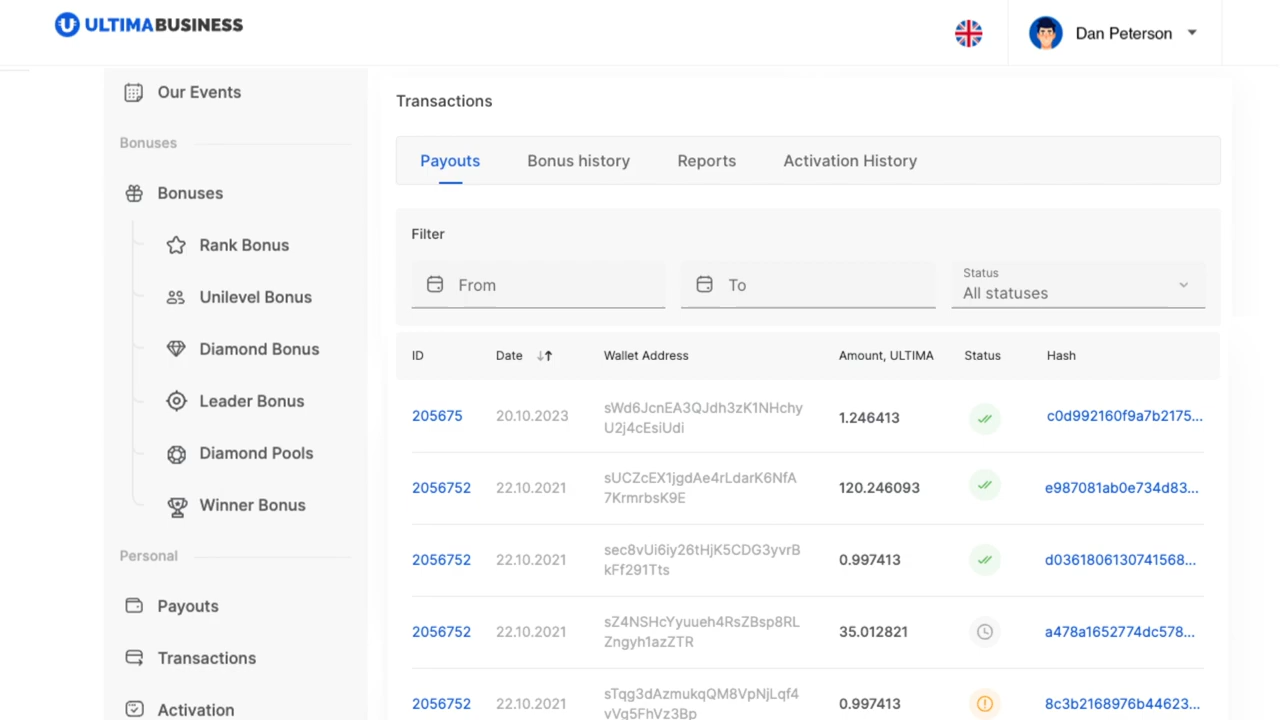 ULTIMABUSINESS
Dan Peterson
Our Events
Bonuses
Bonuses
Rank Bonus
Unilevel Bonus
Diamond Bonus
Leader Bonus
Diamond Pools
Winner Bonus
Personal
Payouts
Transactions
Activation
Transactions
Payouts Bonus history Reports Activation History
Filter
From To Status
All statuses
ID Date Wallet Address Amount, ULTIMA Status Hash
205675 20.10.2023 sWd6JcnEA3QJdh3zK1NHchy 1.246413 c0d992160f9a7b2175...
U2j4cEsiUdi
2056752 22.10.2021 sUCZcEX1jgdAe4rLdarK6NfA 120.246093 e987081ab0e734d83...
7KrmrbsK9E
2056752 22.10.2021 sec8vUi6iy26tHjK5CDG3yvrB 0.997413 d0361806130741568...
kFf291Tts
2056752 22.10.2021 sZ4NSHcYyuueh4RsZBsp8RL 35.012821 a478a1652774dc578...
Zngyh1azZTR
2056752 22.10.2021 sTqg3dAzmukqQM8VpNjLqf4 0.997413 8c3b2168976b44623...
vVg5FhVz3Bp